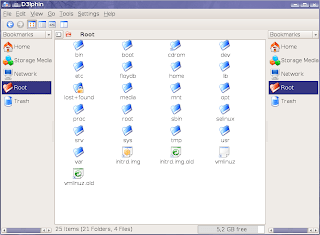 D3lphin
File Edit View Go Tools Settings Help
Bookmarks Root Bookmarks
Home bin boot cdrom dev Home
Storage Media Storage Media
Network etc floydb home lib Network
Root lost+found media mnt opt Root
Trash proc root sbin selinux Trash
srv sys tmp usr
var initrd.img initrd.img.old vmlinuz
vmlinuz.old
25 Items (21 Folders, 4 Files) 5.2 GB free